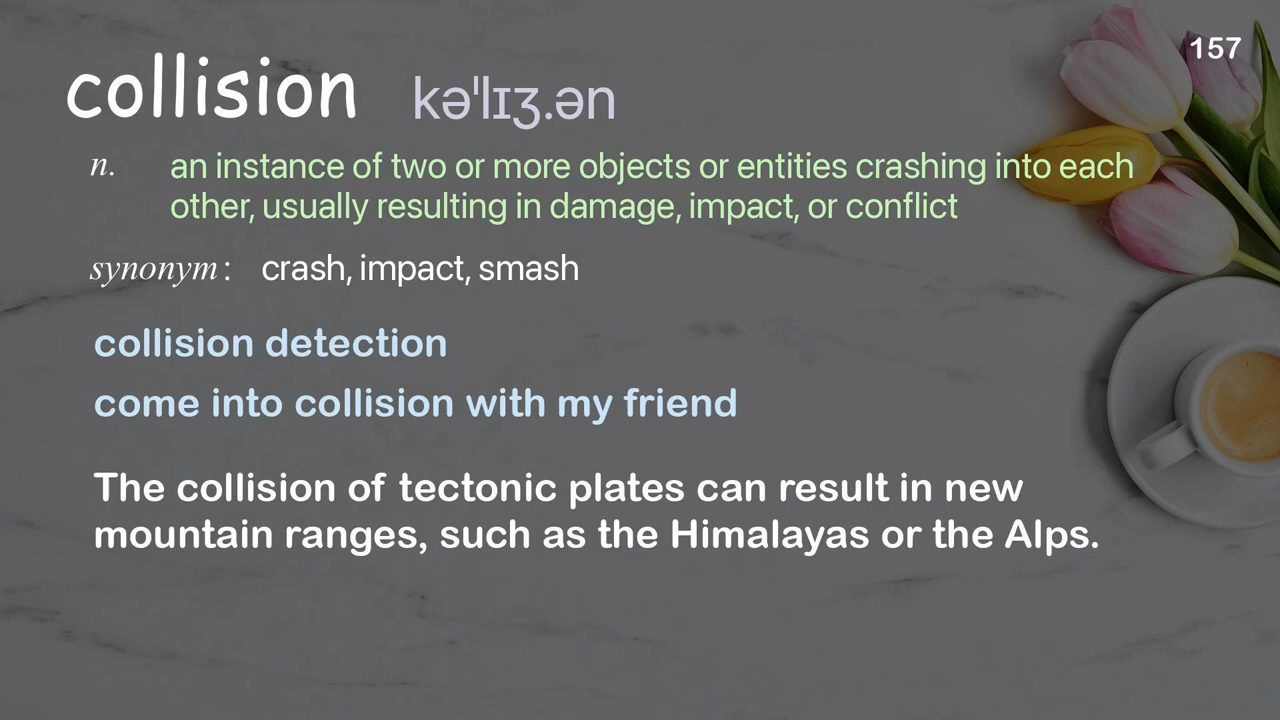 157
collision kəˈlɪʒ.ən
n. an instance of two or more objects or entities crashing into each
other, usually resulting in damage, impact, or conflict
synonym: crash, impact, smash
collision detection
come into collision with my friend
The collision of tectonic plates can result in new
mountain ranges, such as the Himalayas or the Alps.